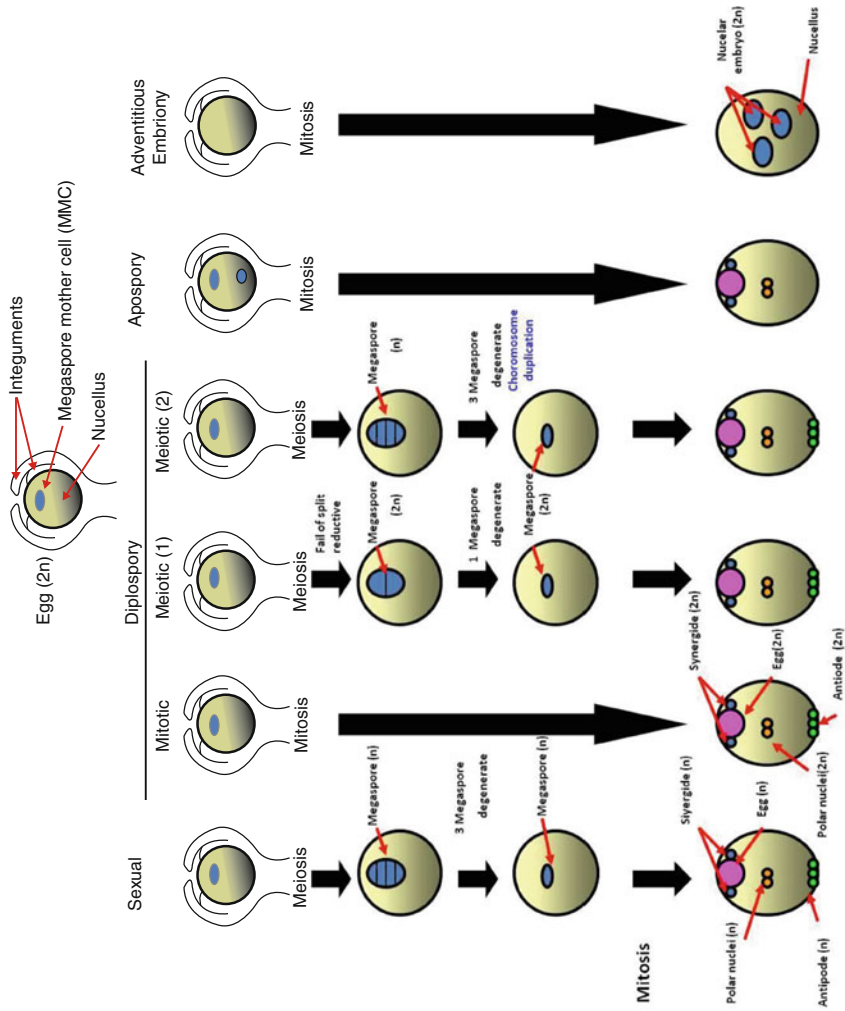 Integuments
Megaspore mother cell (MMC)
Nucellus
Egg (2n)
Diplospory
Sexual
Mitotic
Meiotic (1)
Meiotic (2)
Apospory
Adventitious
Embriony
Meiosis
Mitosis
Meiosis
Meiosis
Mitosis
Mitosis
Fail of split
reductive
Megaspore (n)
Megaspore
(2n)
Megaspore
(n)
3 Megaspore
degenerate
1 Megaspore
degenerate
3 Megaspore
degenerate
Choromosome
duplication
Megaspore (n)
Megaspore
(2n)
Megaspore
(2n)
Mitosis
Polar nuclei (n)
Siyergide (n)
Egg (n)
Antipode (n)
Synergide (2n)
Egg(2n)
Polar nuclei(2n)
Antiode (2n)
Nucelar
embryo (2n)
Nucellus